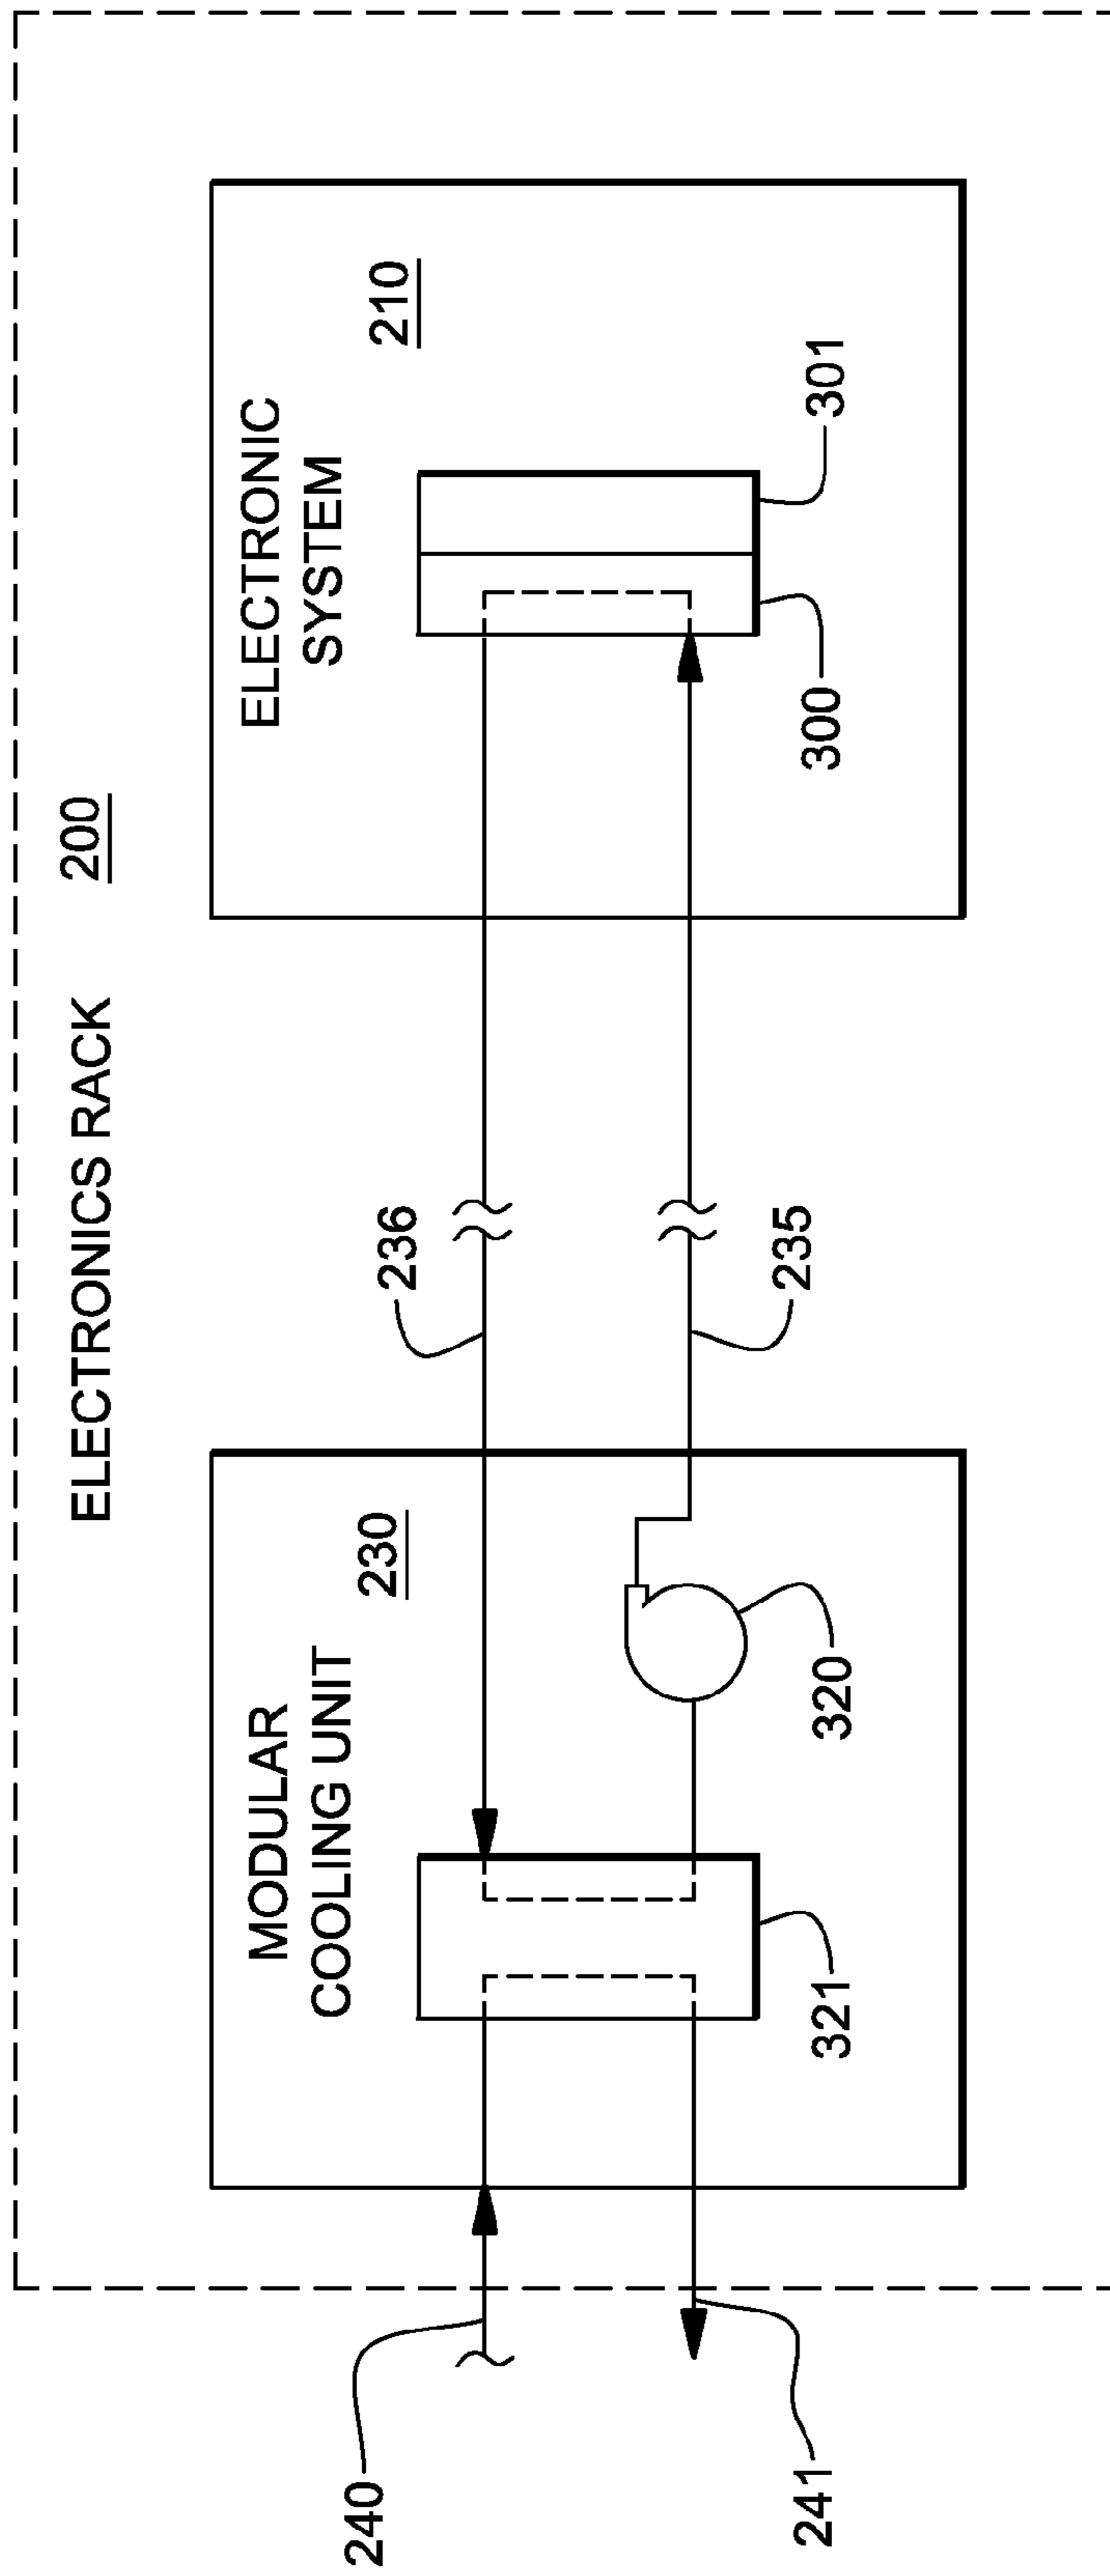 ELECTRONICS RACK 200
MODULAR
COOLING UNIT
230
ELECTRONIC
SYSTEM
210
236
235
240
241
321
320
300
301